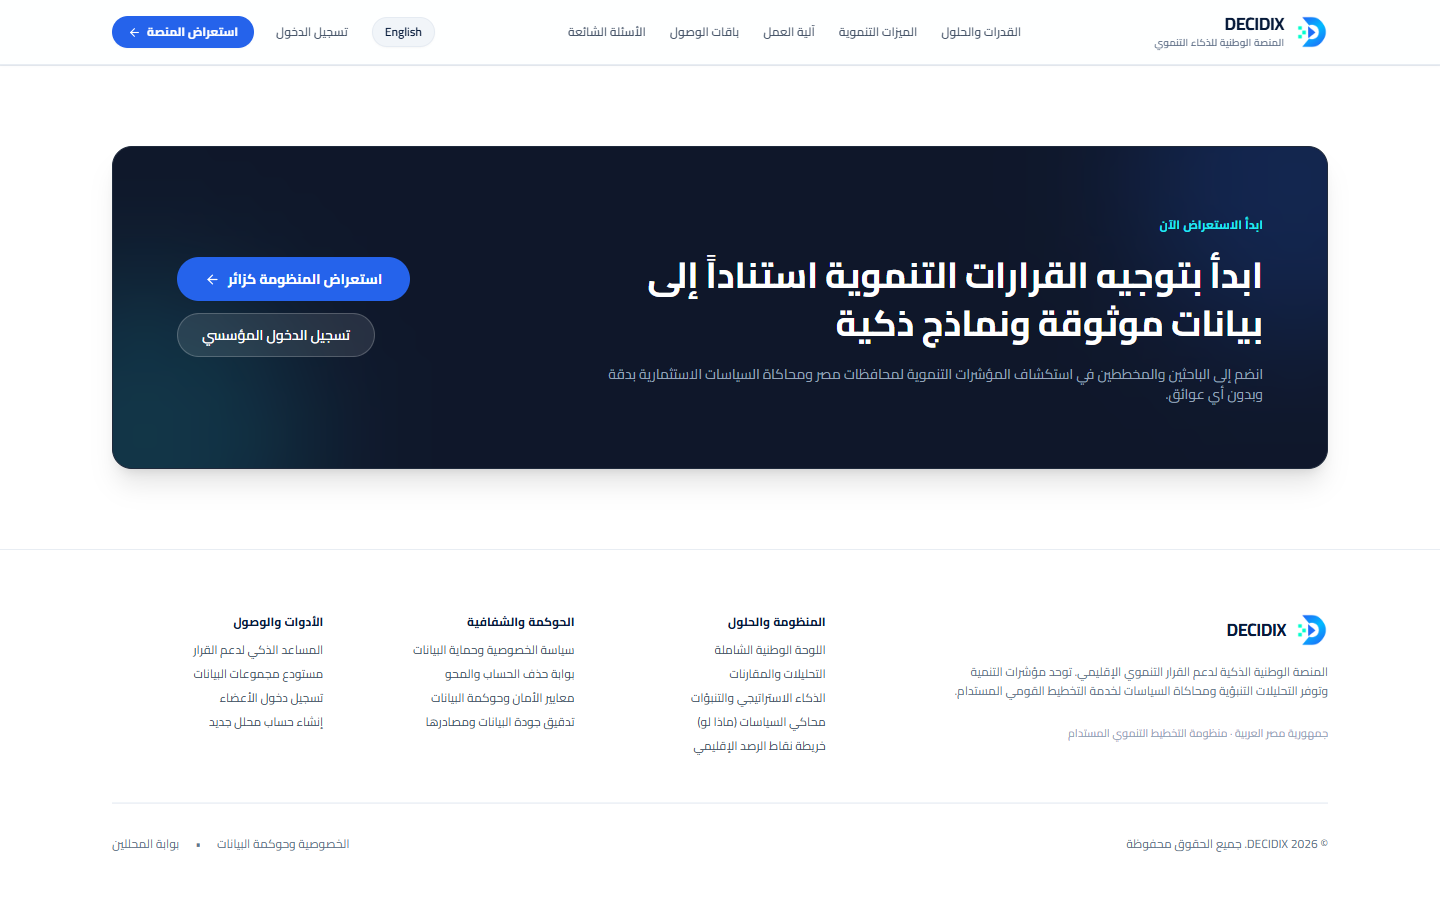 DECIDIX
المنصة الوطنية للذكاء التنموي
القدرات والحلول
الميزات التنموية
آلية العمل
باقات الوصول
الأسئلة الشائعة
English
تسجيل الدخول
استعراض المنصة
ابدأ الاستعراض الآن
ابدأ بتوجيه القرارات التنموية استناداً إلى
بيانات موثوقة ونماذج ذكية
انضم إلى الباحثين والمخططين في استكشاف المؤشرات التنموية لمحافظات مصر ومحاكاة السياسات الاستثمارية بدقة
وبدون أي عوائق.
استعراض المنظومة كزائر
تسجيل الدخول المؤسسي
DECIDIX
المنصة الوطنية الذكية لدعم القرار التنموي الإقليمي. توحد مؤشرات التنمية
وتوفر التحليلات التنبؤية ومحاكاة السياسات لخدمة التخطيط القومي المستدام.
جمهورية مصر العربية · منظومة التخطيط التنموي المستدام
المنظومة والحلول
اللوحة الوطنية الشاملة
التحليلات والمقارنات
الذكاء الاستراتيجي والتنبؤات
محاكي السياسات (ماذا لو)
خريطة نقاط الرصد الإقليمي
الحوكمة والشفافية
سياسة الخصوصية وحماية البيانات
بوابة حذف الحساب والمحو
معايير الأمان وحوكمة البيانات
تدقيق جودة البيانات ومصادرها
الأدوات والوصول
المساعد الذكي لدعم القرار
مستودع مجموعات البيانات
تسجيل دخول الأعضاء
إنشاء حساب محلل جديد
© 2026 DECIDIX. جميع الحقوق محفوظة
الخصوصية وحوكمة البيانات
بوابة المحللين